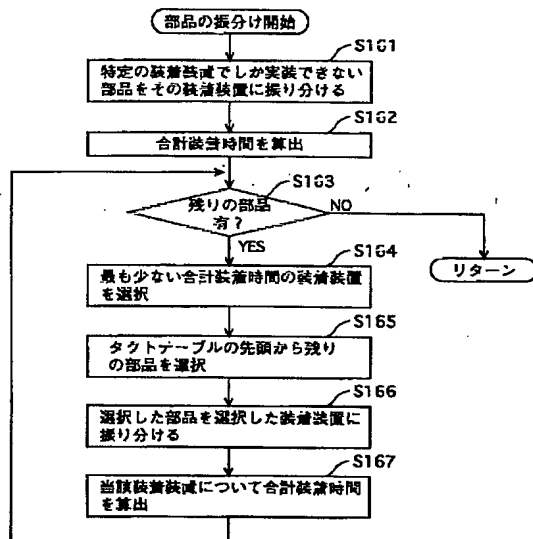 部品の振分け開始
S161
特定の装着装置でしか実装できない
部品をその装着装置に振り分ける
S162
合計装着時間を算出
S163
残りの部品
有?
NO
YES
リターン
S164
最も少ない合計装着時間の装着装置
を選択
S165
タクトテーブルの先頭から残り
の部品を選択
S166
選択した部品を選択した装着装置に
振り分ける
S167
当該装着装置について合計装着時間
を算出